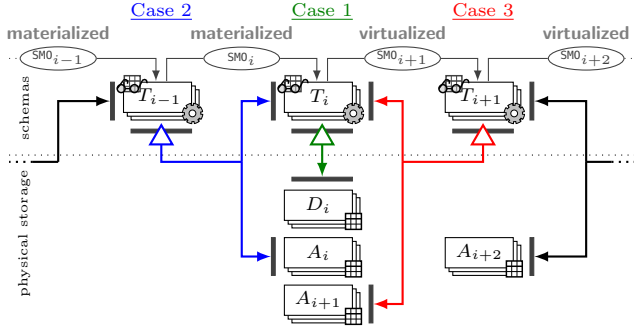 Case 2 Case 1 Case 3
materialized materialized virtualized virtualized
SMO_{i−1} SMO_i SMO_{i+1} SMO_{i+2}
schemas
T_{i−1} T_i T_{i+1}
physical storage
D_i
A_i A_{i+2}
A_{i+1}